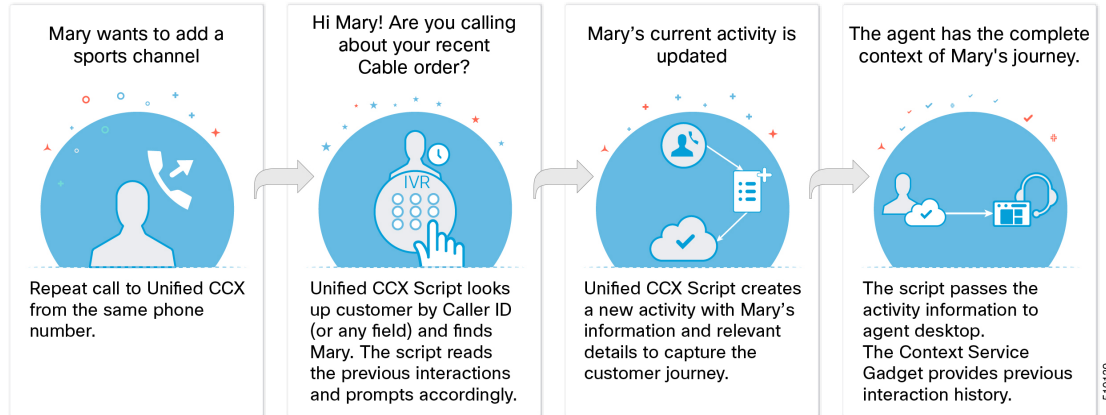 Mary wants to add a
sports channel
Repeat call to Unified CCX
from the same phone
number.
Hi Mary! Are you calling
about your recent
Cable order?
IVR
Unified CCX Script looks
up customer by Caller ID
(or any field) and finds
Mary. The script reads
the previous interactions
and prompts accordingly.
Mary's current activity is
updated
Unified CCX Script creates
a new activity with Mary's
information and relevant
details to capture the
customer journey.
The agent has the complete
context of Mary's journey.
The script passes the
activity information to
agent desktop.
The Context Service
Gadget provides previous
interaction history.